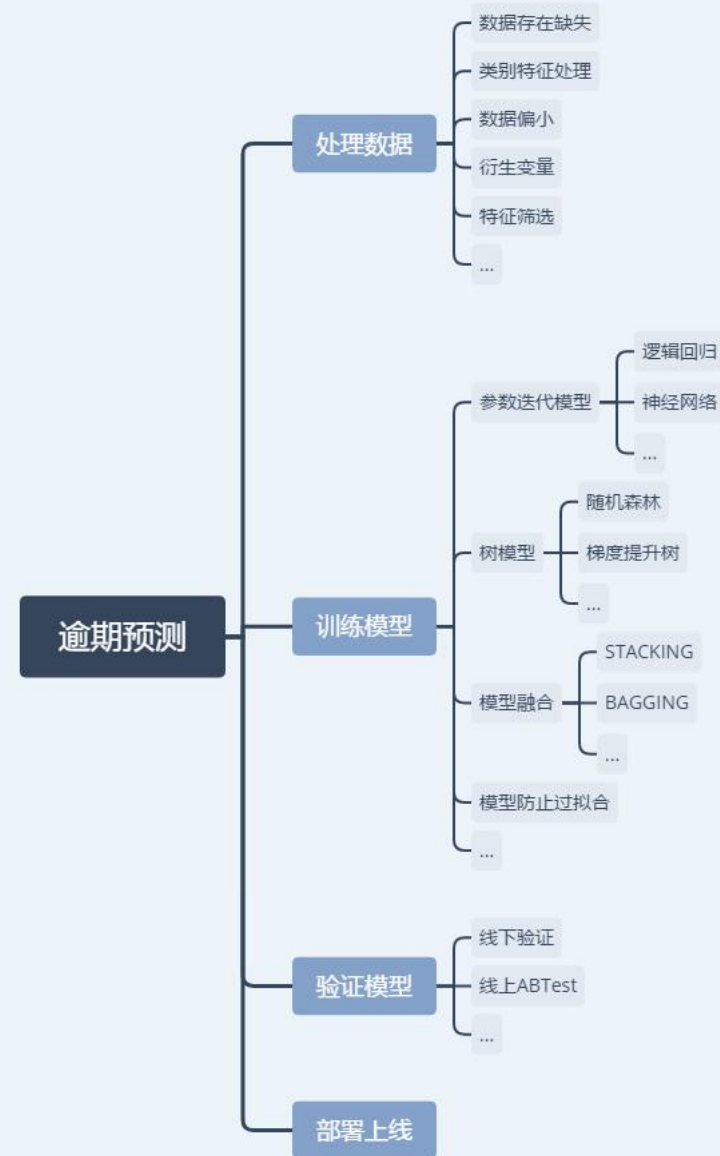 逾期预测
处理数据
数据存在缺失
类别特征处理
数据偏小
衍生变量
特征筛选
...
训练模型
参数迭代模型
逻辑回归
神经网络
...
树模型
随机森林
梯度提升树
...
模型融合
STACKING
BAGGING
...
模型防止过拟合
...
验证模型
线下验证
线上ABTest
...
部署上线